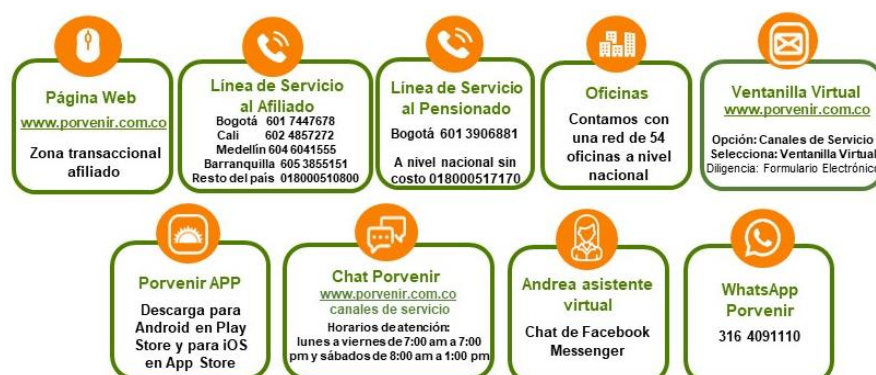 Página Web
www.porvenir.com.co
Zona transaccional
afiliado
Línea de Servicio
al Afiliado
Bogotá 601 7447678
Cali 602 4857272
Medellín 604 6041555
Barranquilla 605 3855151
Resto del país 018000510800
Línea de Servicio
al Pensionado
Bogotá 601 3906881
A nivel nacional sin
costo 018000517170
Oficinas
Contamos con
una red de 54
oficinas a nivel
nacional
Ventanilla Virtual
www.porvenir.com.co
Opción: Canales de Servicio
Selecciona: Ventanilla Virtual
Diligencia: Formulario Electrónico
Porvenir APP
Descarga para
Android en Play
Store y para iOS
en App Store
Chat Porvenir
www.porvenir.com.co
canales de servicio
Horarios de atención:
lunes a viernes de 7:00 am a 7:00
pm y sábados de 8:00 am a 1:00 pm
Andrea asistente
virtual
Chat de Facebook
Messenger
WhatsApp
Porvenir
316 4091110